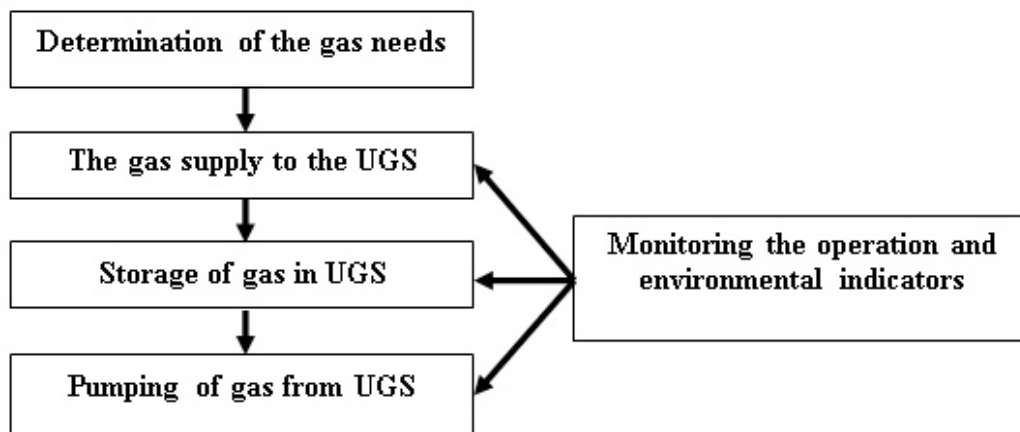 Determination of the gas needs
The gas supply to the UGS
Storage of gas in UGS
Pumping of gas from UGS
Monitoring the operation and
environmental indicators